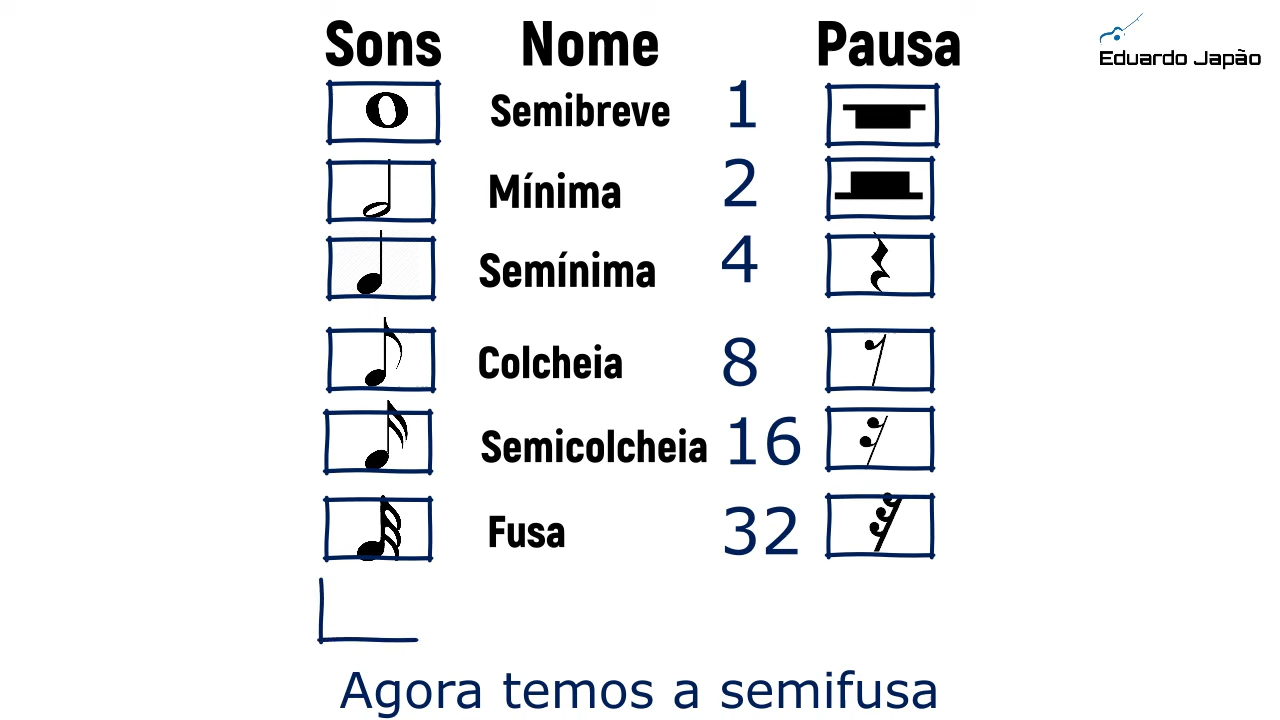 Sons Nome Pausa
Eduardo Japão
Semibreve 1
Mínima 2
Semínima 4
Colcheia 8
Semicolcheia 16
Fusa 32
Agora temos a semifusa